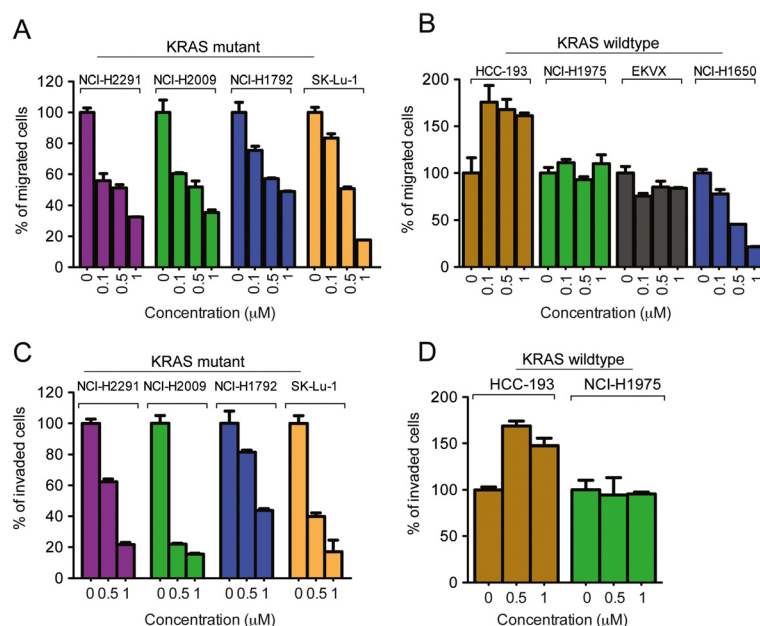 A
KRAS mutant
NCI-H2291 NCI-H2009 NCI-H1792 SK-Lu-1
% of migrated cells
120
100
80
60
40
20
0
0 0.1 0.5 1 0 0.1 0.5 1 0 0.1 0.5 1 0 0.1 0.5 1
Concentration (μM)
B
KRAS wildtype
HCC-193 NCI-H1975 EKVX NCI-H1650
% of migrated cells
200
150
100
50
0
0 0.1 0.5 1 0 0.1 0.5 1 0 0.1 0.5 1 0 0.1 0.5 1
Concentration (μM)
C
KRAS mutant
NCI-H2291 NCI-H2009 NCI-H1792 SK-Lu-1
% of invaded cells
120
100
80
60
40
20
0
0 0.5 1 0 0.5 1 0 0.5 1 0 0.5 1
Concentration (μM)
D
KRAS wildtype
HCC-193 NCI-H1975
% of invaded cells
200
150
100
50
0
0 0.5 1 0 0.5 1
Concentration (μM)